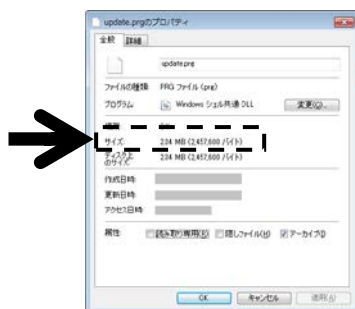 update.prgのプロパティ
全般 詳細
update.prg
ファイルの種類: PRG ファイル (.prg)
プログラム: Windows シェル共通 DLL 変更(C)...
サイズ: 2.34 MB (2,457,600 バイト)
ディスク上
のサイズ: 2.34 MB (2,457,600 バイト)
作成日時:
更新日時:
アクセス日時:
属性: 読み取り専用(R) 隠しファイル(H) アーカイブ(I)
OK キャンセル 適用(A)